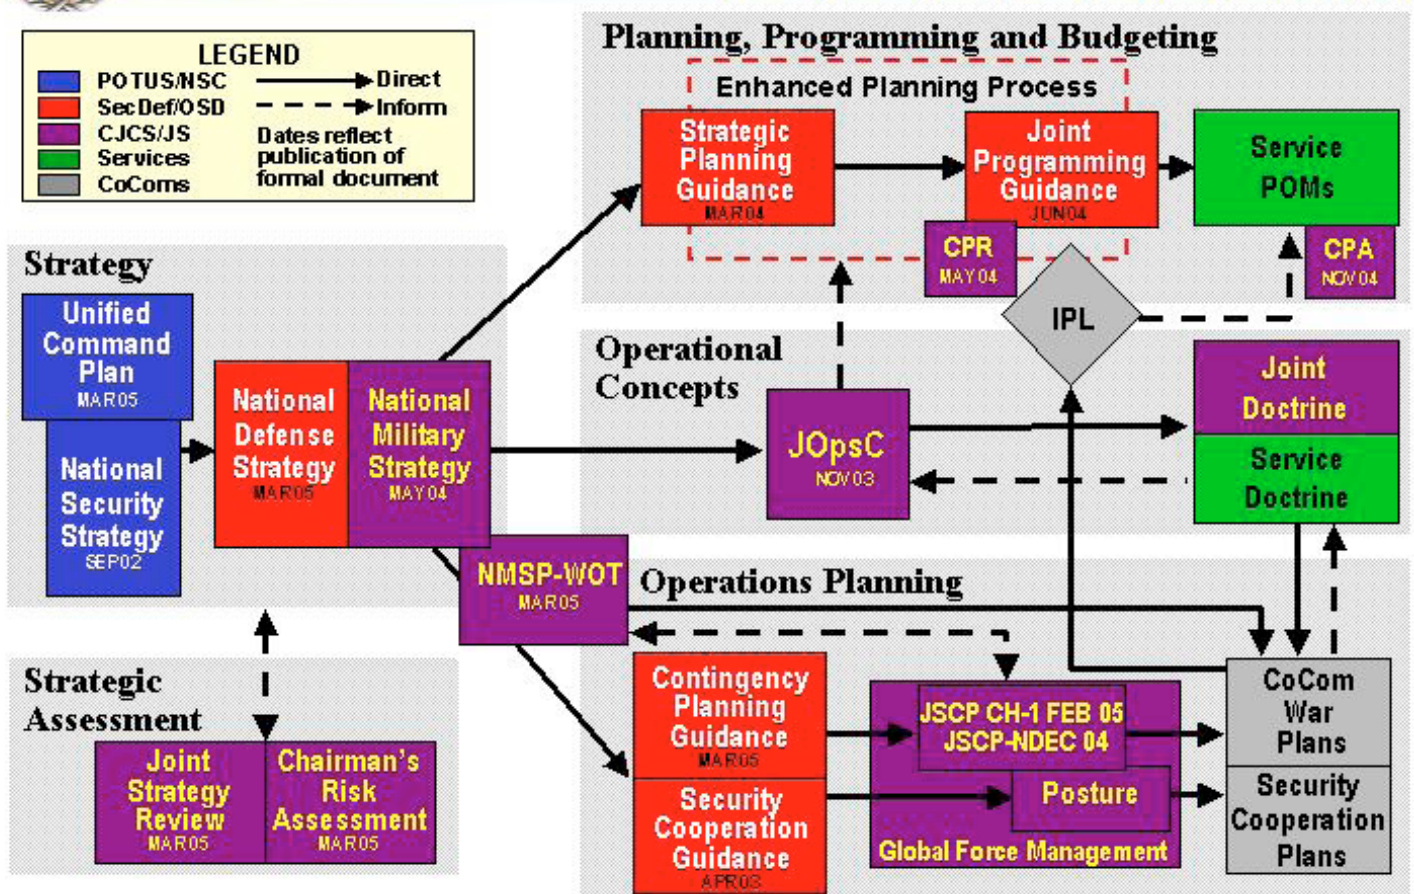 LEGEND
POTUS/NSC
Direct
SecDef/OSD
Inform
CJCS/JS
Services
CoComs
Dates reflect
publication of
formal document
Planning, Programming and Budgeting
Enhanced Planning Process
Strategic
Planning
Guidance
MAR04
Joint
Programming
Guidance
JUN04
Service
POMs
CPR
MAY04
CPA
NOV04
IPL
Strategy
Unified
Command
Plan
MAR05
National
Security
Strategy
SEP02
National
Defense
Strategy
MAR05
National
Military
Strategy
MAY04
Operational
Concepts
JOpsC
NOV03
Joint
Doctrine
Service
Doctrine
NMSP-WOT
MAR05
Operations Planning
Strategic
Assessment
Joint
Strategy
Review
MAR05
Chairman's
Risk
Assessment
MAR05
Contingency
Planning
Guidance
MAR05
Security
Cooperation
Guidance
APR03
JSCP CH-1 FEB 05
JSCP-NDEC 04
Posture
Global Force Management
CoCom
War
Plans
Security
Cooperation
Plans